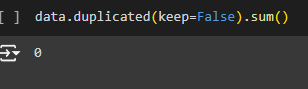 [ ] data.duplicated(keep=False).sum()
0